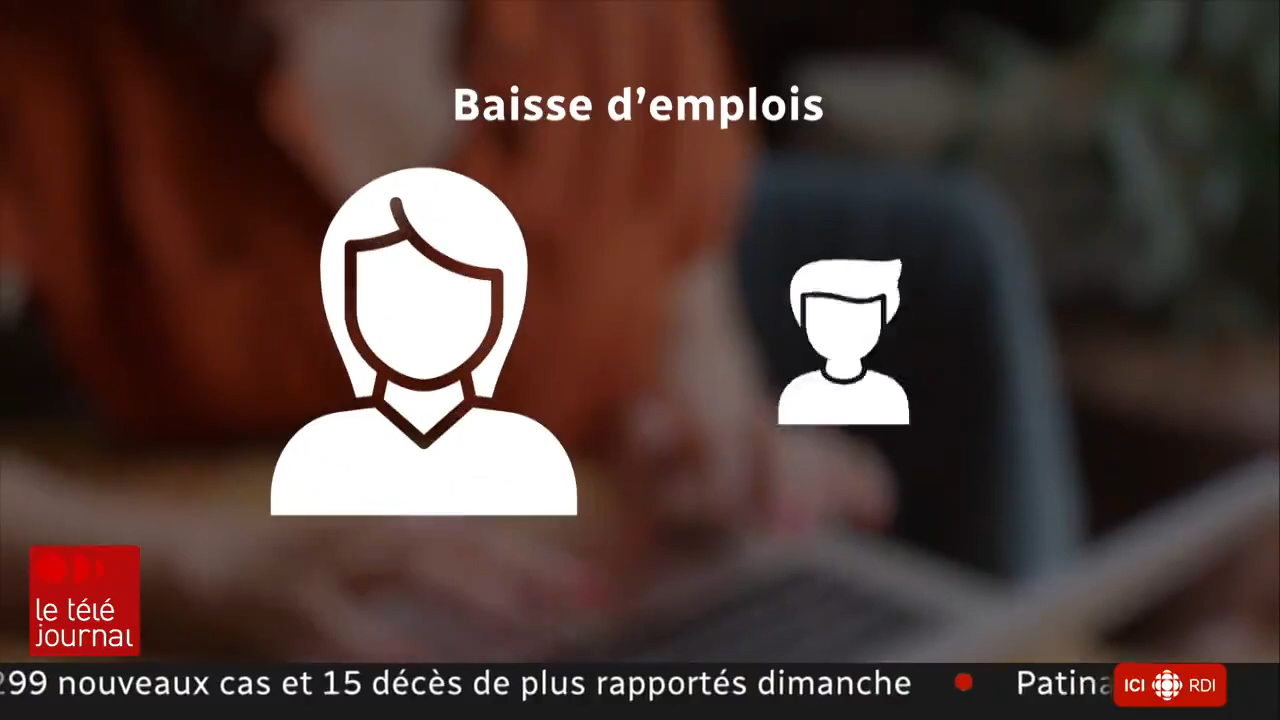 Baisse d’emplois
le télé
journal
299 nouveaux cas et 15 décès de plus rapportés dimanche
ICI RDI